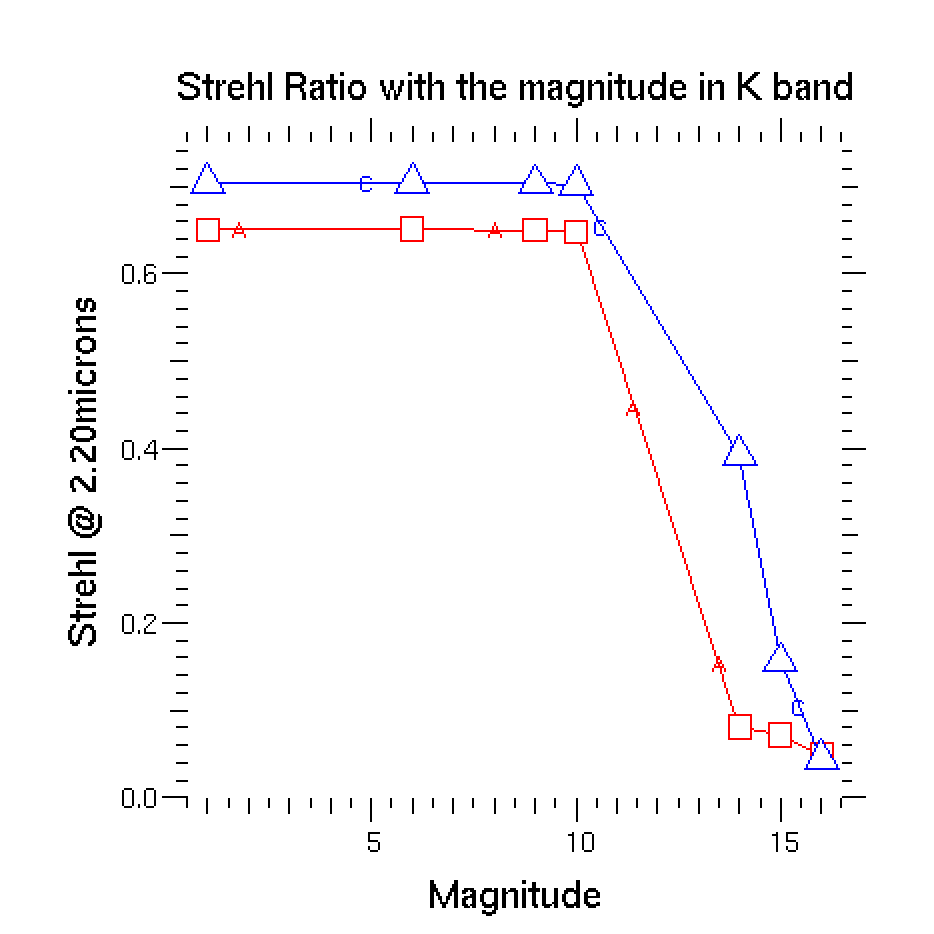 Strehl Ratio with the magnitude in K band
C
C
A
A
0.6
Strehl @ 2.20microns
A
0.4
0.2
A
C
0.0
5
10
15
Magnitude